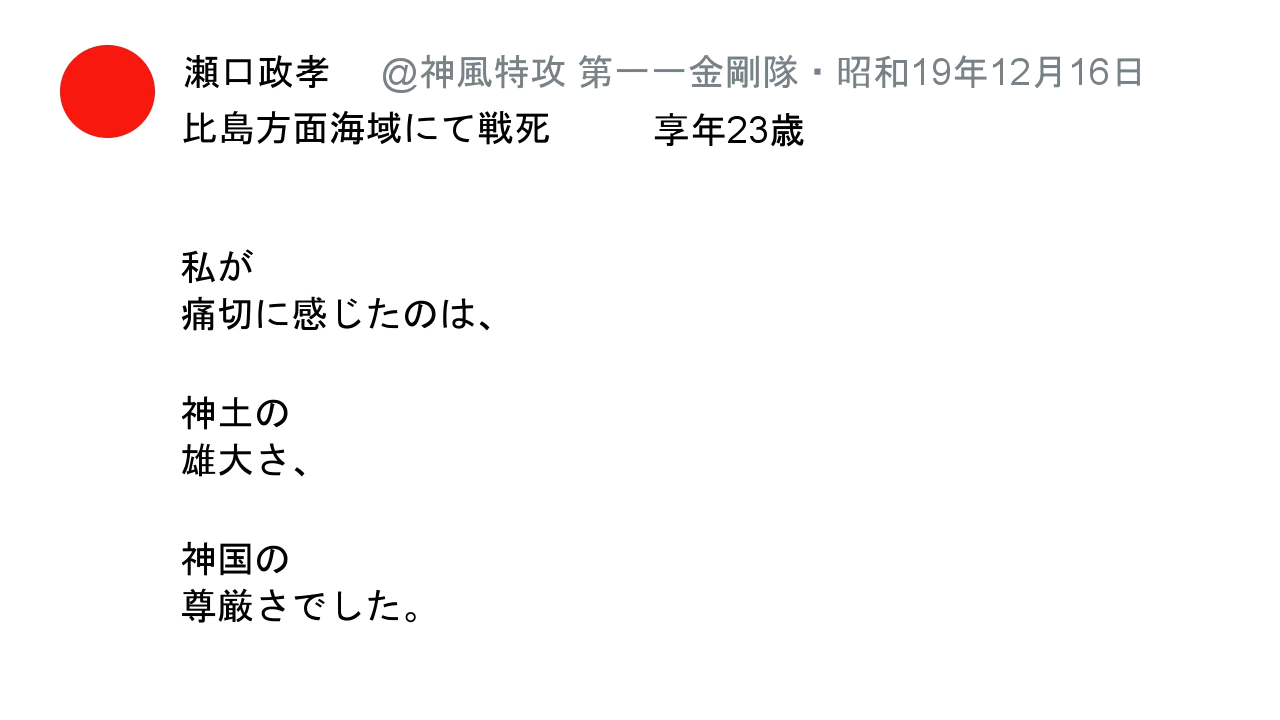 瀬口政孝 @神風特攻 第一一金剛隊・昭和19年12月16日
比島方面海域にて戦死 享年23歳
私が
痛切に感じたのは、
神土の
雄大さ、
神国の
尊厳さでした。